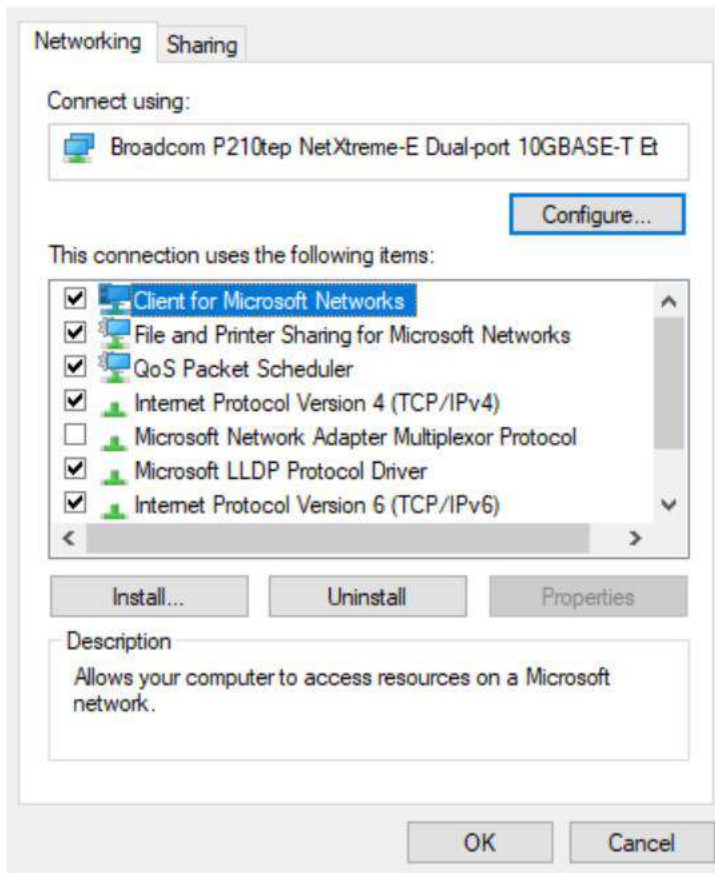 Networking
Sharing
Connect using:
Broadcom P210tep NetXtreme-E Dual-port 10GBASE-T Et
Configure...
This connection uses the following items:
Client for Microsoft Networks
File and Printer Sharing for Microsoft Networks
QoS Packet Scheduler
Internet Protocol Version 4 (TCP/IPv4)
Microsoft Network Adapter Multiplexor Protocol
Microsoft LLDP Protocol Driver
Internet Protocol Version 6 (TCP/IPv6)
Install...
Uninstall
Properties
Description
Allows your computer to access resources on a Microsoft
network.
OK
Cancel